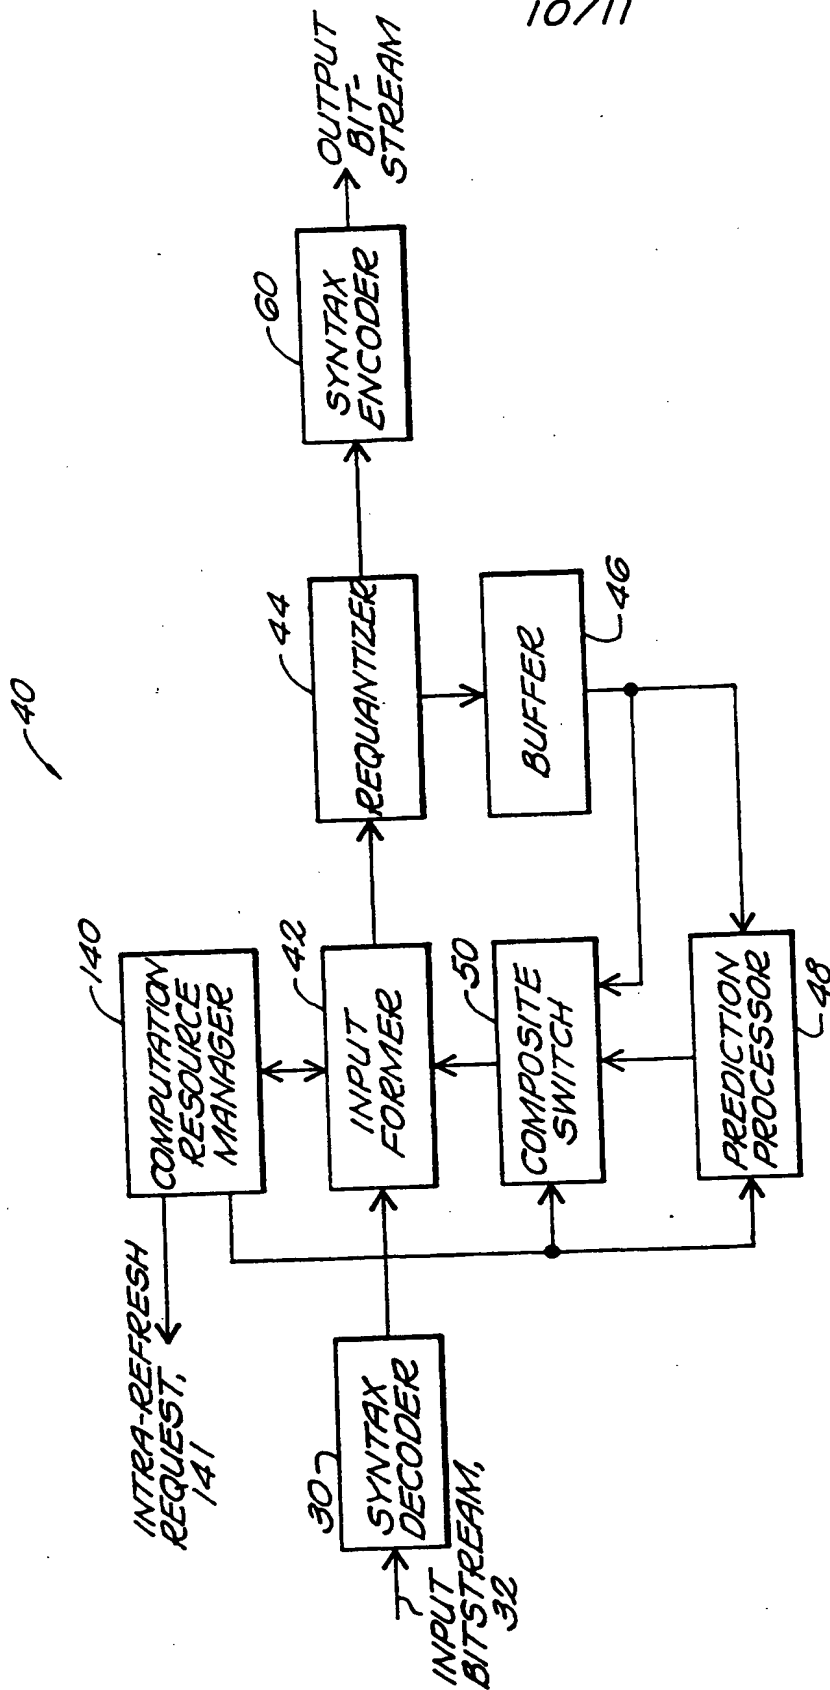 10/11
40
INTRA-REFRESH
REQUEST,
141
140
COMPUTATION
RESOURCE
MANAGER
30
SYNTAX
DECODER
INPUT
BITSTREAM,
32
42
INPUT
FORMER
44
REQUANTIZER
60
SYNTAX
ENCODER
OUTPUT
BIT-
STREAM
50
COMPOSITE
SWITCH
BUFFER
46
PREDICTION
PROCESSOR
48